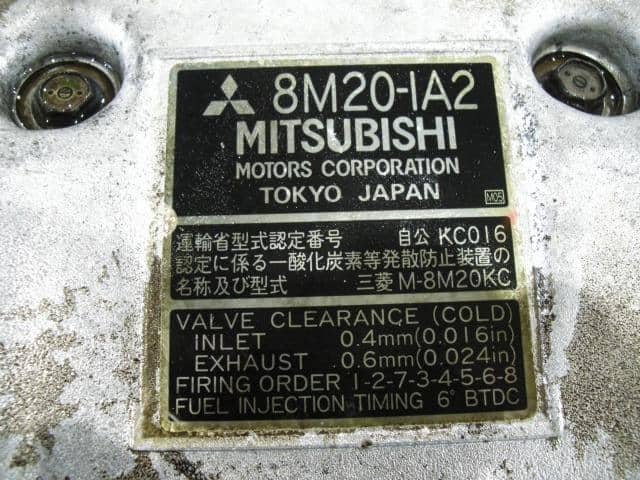 8M20-1A2
MITSUBISHI
MOTORS CORPORATION
TOKYO JAPAN
M05
運輸省型式認定番号 自公 KC016
認定に係る一酸化炭素等発散防止装置の
名称及び型式 三菱 M-8M20KC
VALVE CLEARANCE (COLD)
INLET 0.4mm(0.016in)
EXHAUST 0.6mm(0.024in)
FIRING ORDER 1-2-7-3-4-5-6-8
FUEL INJECTION TIMING 6° BTDC